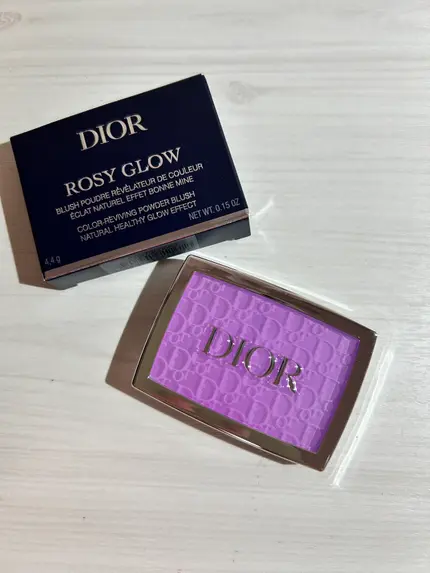 DIOR
ROSY GLOW
BLUSH POUDRE RÉVÉLATEUR DE COULEUR
ÉCLAT NATUREL EFFET BONNE MINE
COLOR-REVIVING POWDER BLUSH
NATURAL HEALTHY GLOW EFFECT
4,4 g NET WT. 0.15 OZ
DIOR